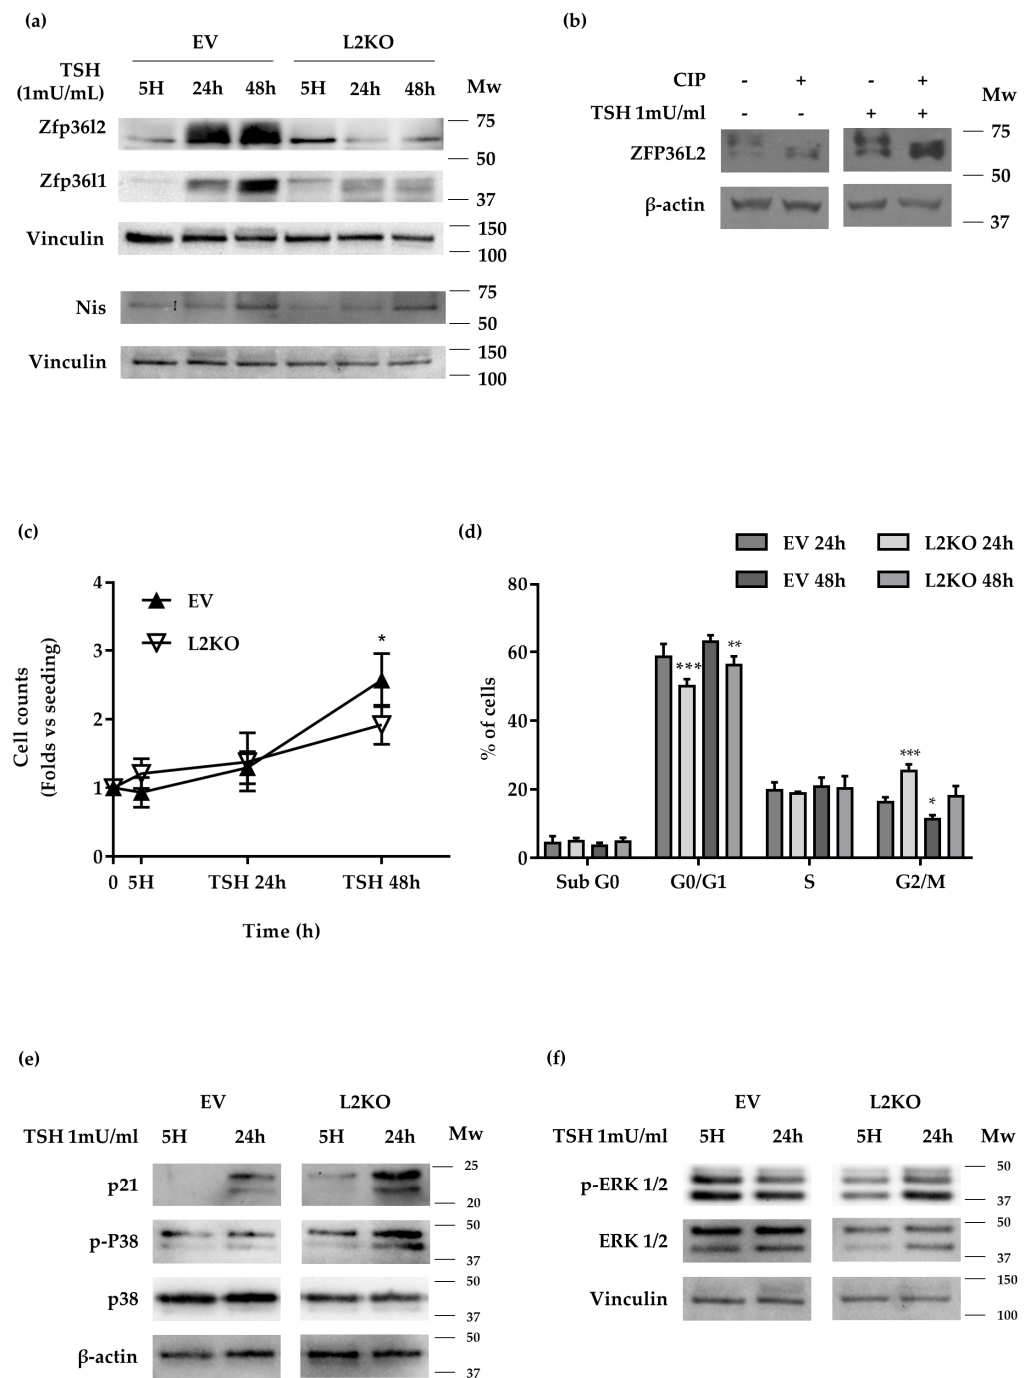 (a)
EV L2KO
TSH
(1mU/mL) 5H 24h 48h 5H 24h 48h Mw
Zfp36l2 75
50
Zfp36l1
37
Vinculin 150
100
Nis 75
50
Vinculin 150
100
(b)
CIP - + - +
Mw
TSH 1mU/ml - - + +
ZFP36L2 75
50
β-actin
37
(c)
Cell counts
(Folds vs seeding)
4
3
2
1
0
EV
L2KO
*
0 5H TSH 24h TSH 48h
Time (h)
(d)
EV 24h L2KO 24h
EV 48h L2KO 48h
% of cells
80
60
40
20
0
*** **
***
*
Sub G0 G0/G1 S G2/M
(e)
EV L2KO
TSH 1mU/ml 5H 24h 5H 24h Mw
p21 25
20
p-P38 50
37
p38 50
37
β-actin 50
37
(f)
EV L2KO
TSH 1mU/ml 5H 24h 5H 24h Mw
p-ERK 1/2 50
37
ERK 1/2 50
37
Vinculin 150
100